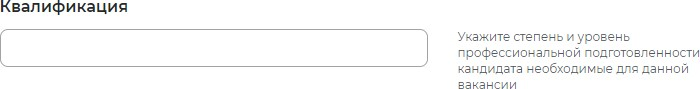 Квалификация
Укажите степень и уровень
профессиональной подготовленности
кандидата необходимые для данной
вакансии